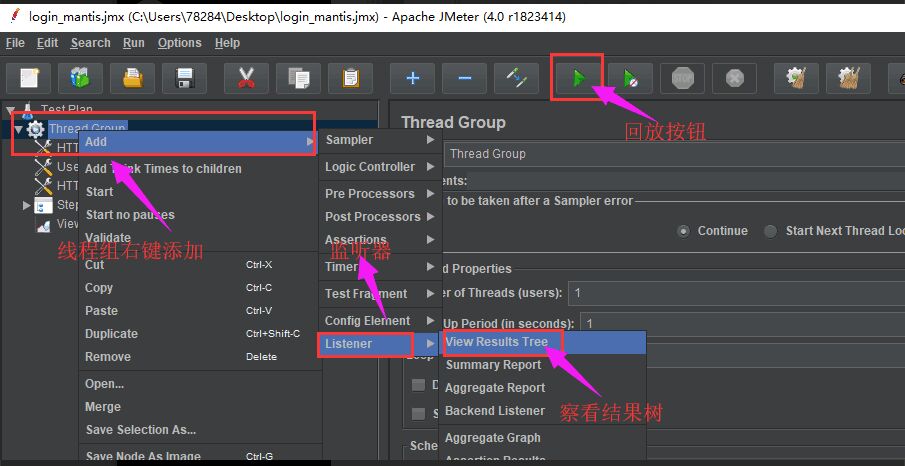 login_mantis.jmx (C:\Users\78284\Desktop\login_mantis.jmx) - Apache JMeter (4.0 r1823414)
File Edit Search Run Options Help
STOP
回放按钮
Test Plan
Thread Group
Thread Group
HTT
Use
HTT
Step
View
Add
Add Think Times to children
Start
Start no pauses
Validate
线程组右键添加
Cut Ctrl-X
Copy Ctrl-C
Paste Ctrl-V
Duplicate Ctrl+Shift-C
Remove Delete
Open...
Merge
Save Selection As...
Save Node As Image Ctrl-G
Sampler
Logic Controller
Pre Processors
Post Processors
Assertions
监听器
Timer
Test Fragment
Config Element
Listener
View Results Tree
Summary Report
Aggregate Report
Backend Listener
察看结果树
Aggregate Graph
Assertion Results
Thread Group
ents:
to be taken after a Sampler error
Continue Start Next Thread Loo
d Properties
er of Threads (users): 1
Up Period (in seconds): 1
Loop
D
S
Sche